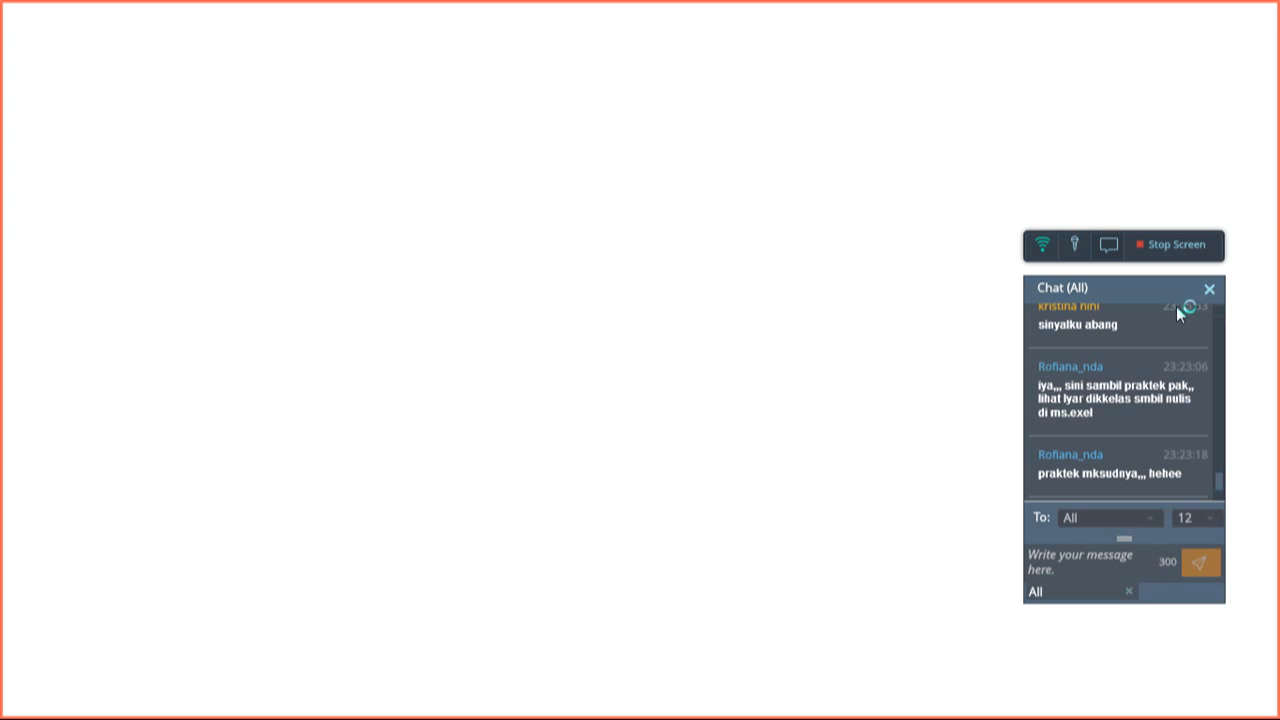 Stop Screen
Chat (All)
kristina nini
sinyalku abang
Rofiana_nda 23:23:06
iya,,, sini sambil praktek pak,,
lihat lyar dikkelas smbil nulis
di ms.exel
Rofiana_nda 23:23:18
praktek mksudnya,,, hehee
To: All 12
Write your message
here.
300
All